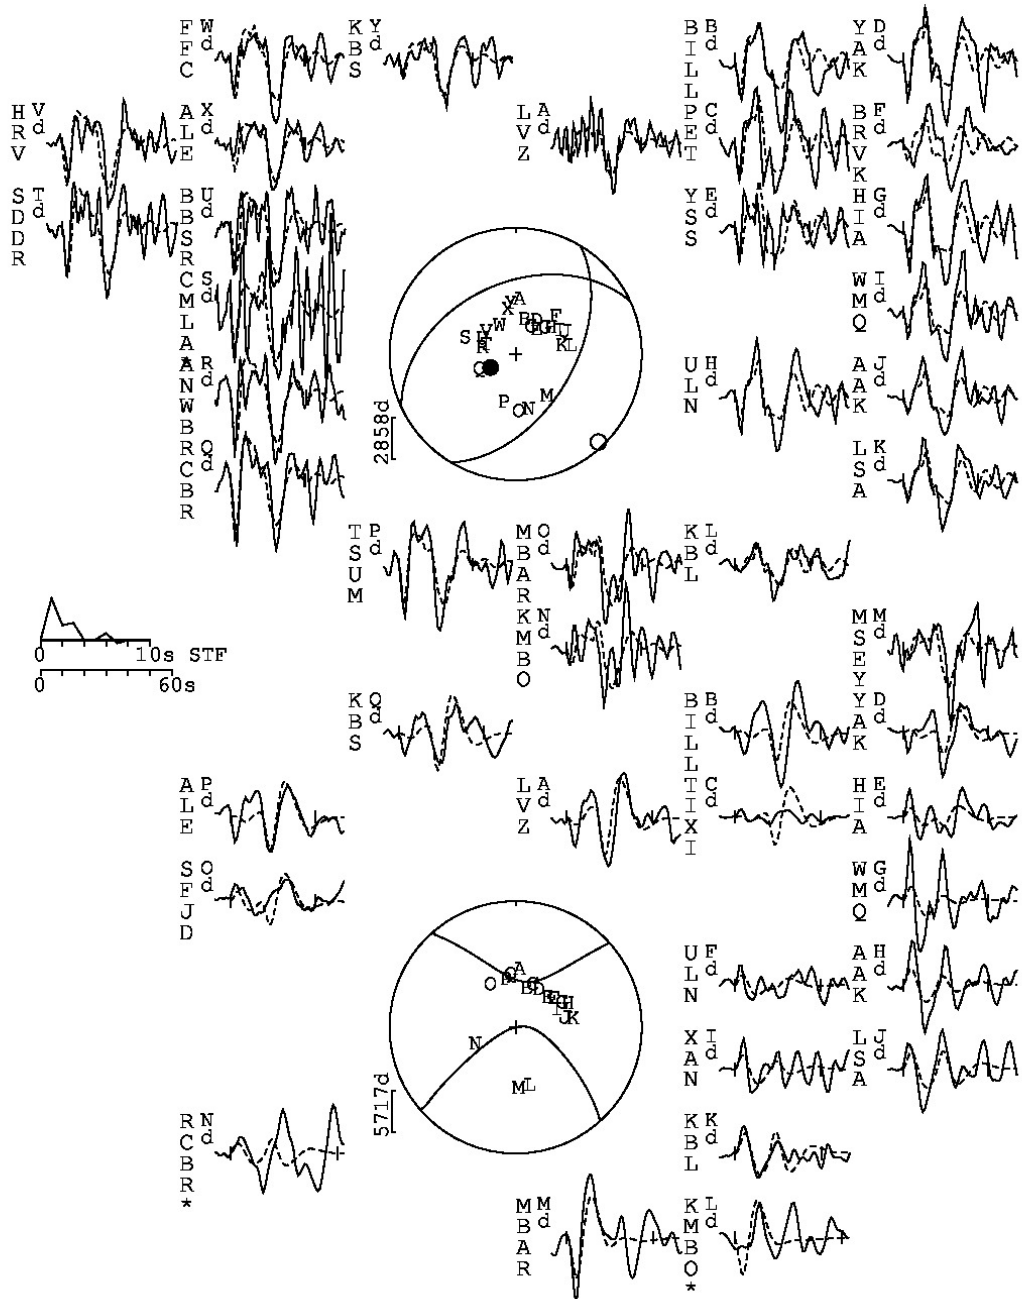 FFC W d
KBS Y d
BILL B d
YAK D d
HRV V d
ALE X d
LVZ A d
PET C d
BRVK F d
SDDR T d
BBSR U d
YSS E d
HIA G d
CMLA* S d
WMQ I d
ANWB R d
ULN H d
AAK J d
RCBR Q d
LSA K d
2858d
TSUM P d
MBAR O d
KBL L d
KMBO N d
MSEY M d
0 10s STF
0 60s
KBS Q d
BILL B d
YAK D d
ALE P d
LVZ A d
TIXI C d
HIA E d
SFJD O d
WMQ G d
ULN F d
AAK H d
XAN I d
LSA J d
N
ML
5717d
RCBR* N d
KBL K d
MBAR M d
KMBO* L d